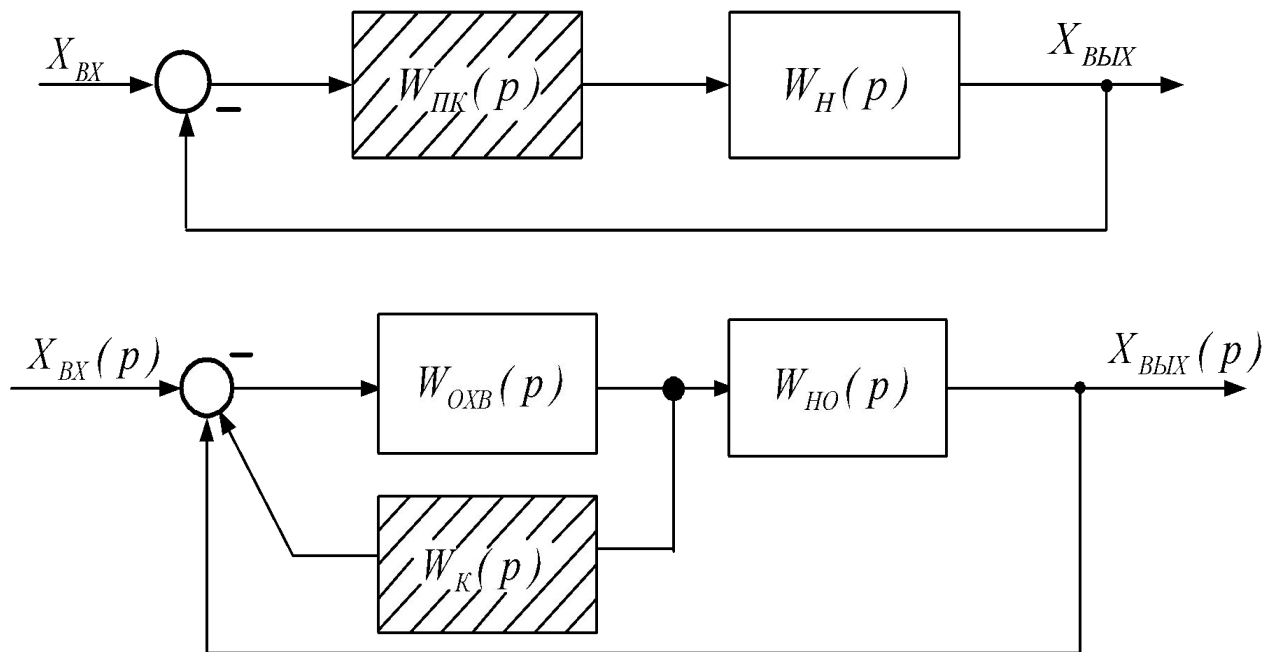 X_ВХ
W_ПК(p)
W_Н(p)
X_ВЫХ
X_ВХ(p)
W_ОХВ(p)
W_НО(p)
X_ВЫХ(p)
W_К(p)